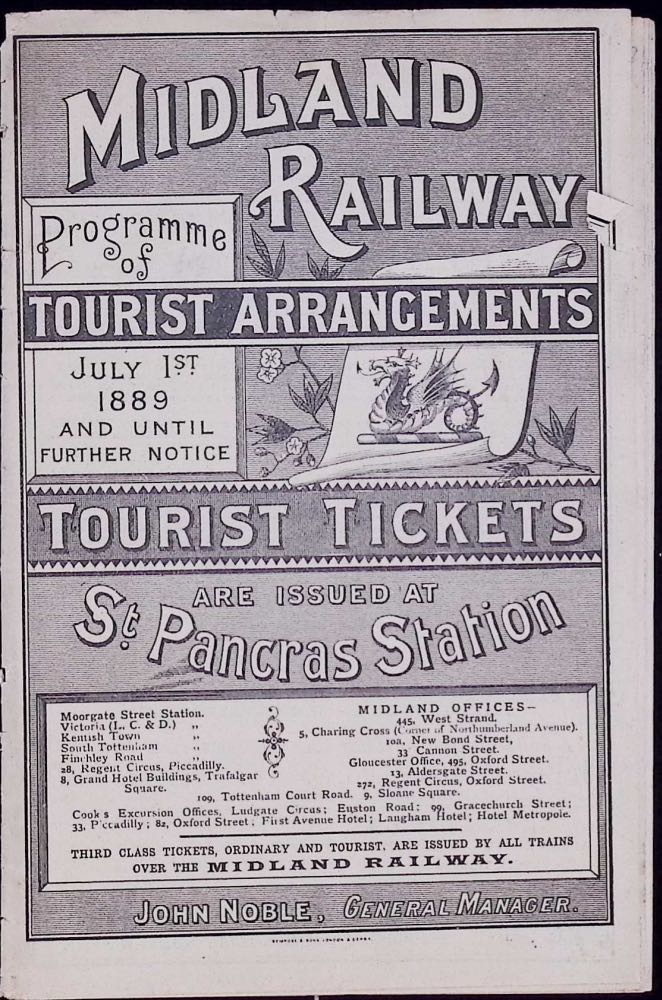 MIDLAND
RAILWAY
Programme
of
TOURIST ARRANGEMENTS
JULY 1ST
1889
AND UNTIL
FURTHER NOTICE
TOURIST TICKETS
ARE ISSUED AT
St. Pancras Station
Moorgate Street Station.
Victoria (L. C. & D.) "
Kentish Town "
South Tottenham "
Finchley Road "
28, Regent Circus, Piccadilly.
8, Grand Hotel Buildings, Trafalgar
Square.
MIDLAND OFFICES—
445, West Strand.
5, Charing Cross (Corner of Northumberland Avenue).
10a, New Bond Street,
33 Cannon Street.
Gloucester Office, 495, Oxford Street.
13, Aldersgate Street.
272, Regent Circus, Oxford Street.
109, Tottenham Court Road. 9, Sloane Square.
Cook s Excursion Offices, Ludgate Circus; Euston Road: 99, Gracechurch Street;
33, Piccadilly; 82, Oxford Street; First Avenue Hotel; Langham Hotel; Hotel Metropole.
THIRD CLASS TICKETS, ORDINARY AND TOURIST, ARE ISSUED BY ALL TRAINS
OVER THE MIDLAND RAILWAY.
JOHN NOBLE, GENERAL MANAGER.
BEMROSE & SONS LONDON & DERBY.